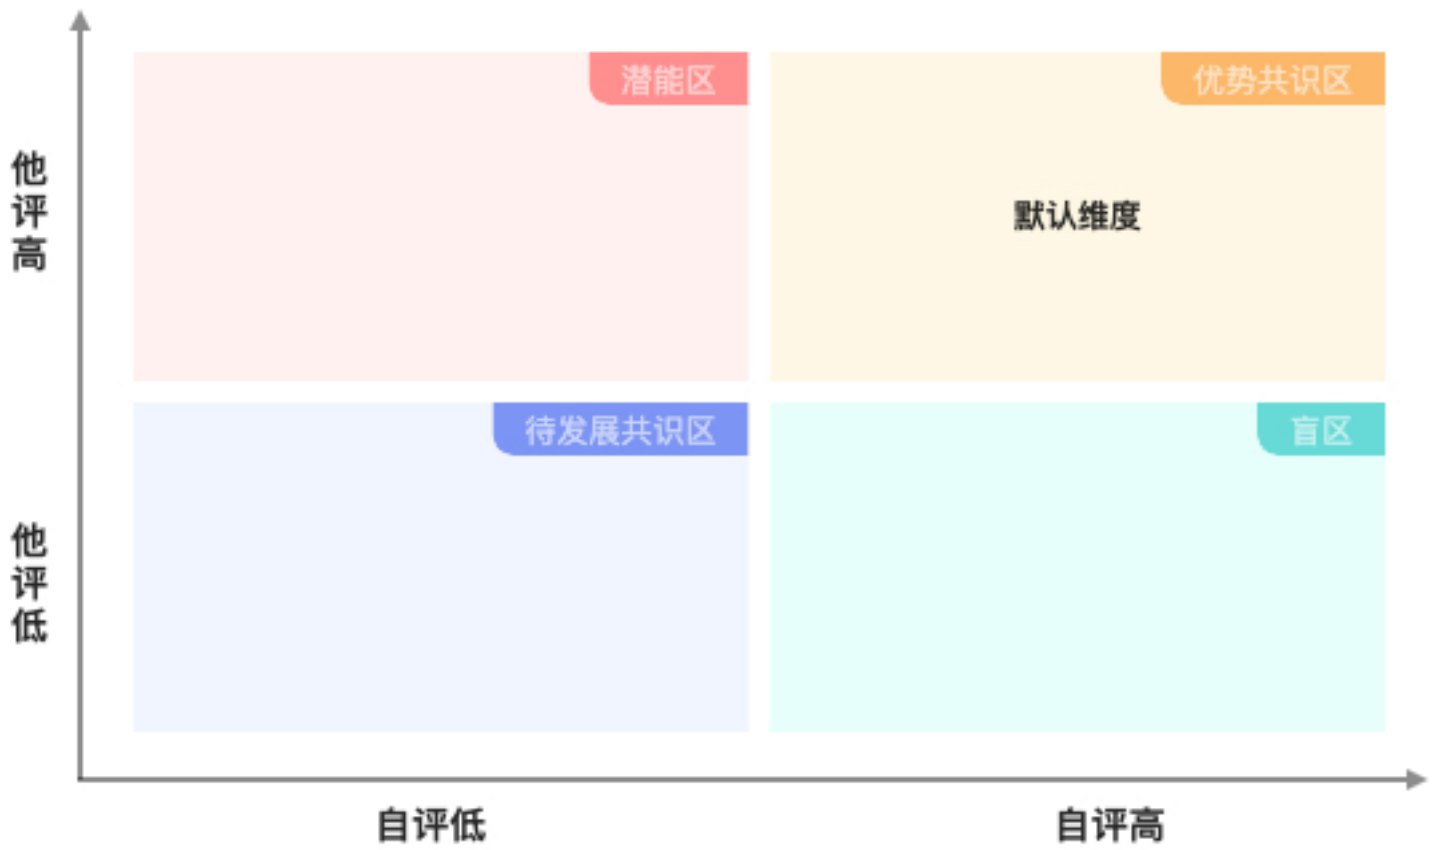 潜能区
优势共识区
他评高
默认维度
待发展共识区
盲区
他评低
自评低
自评高